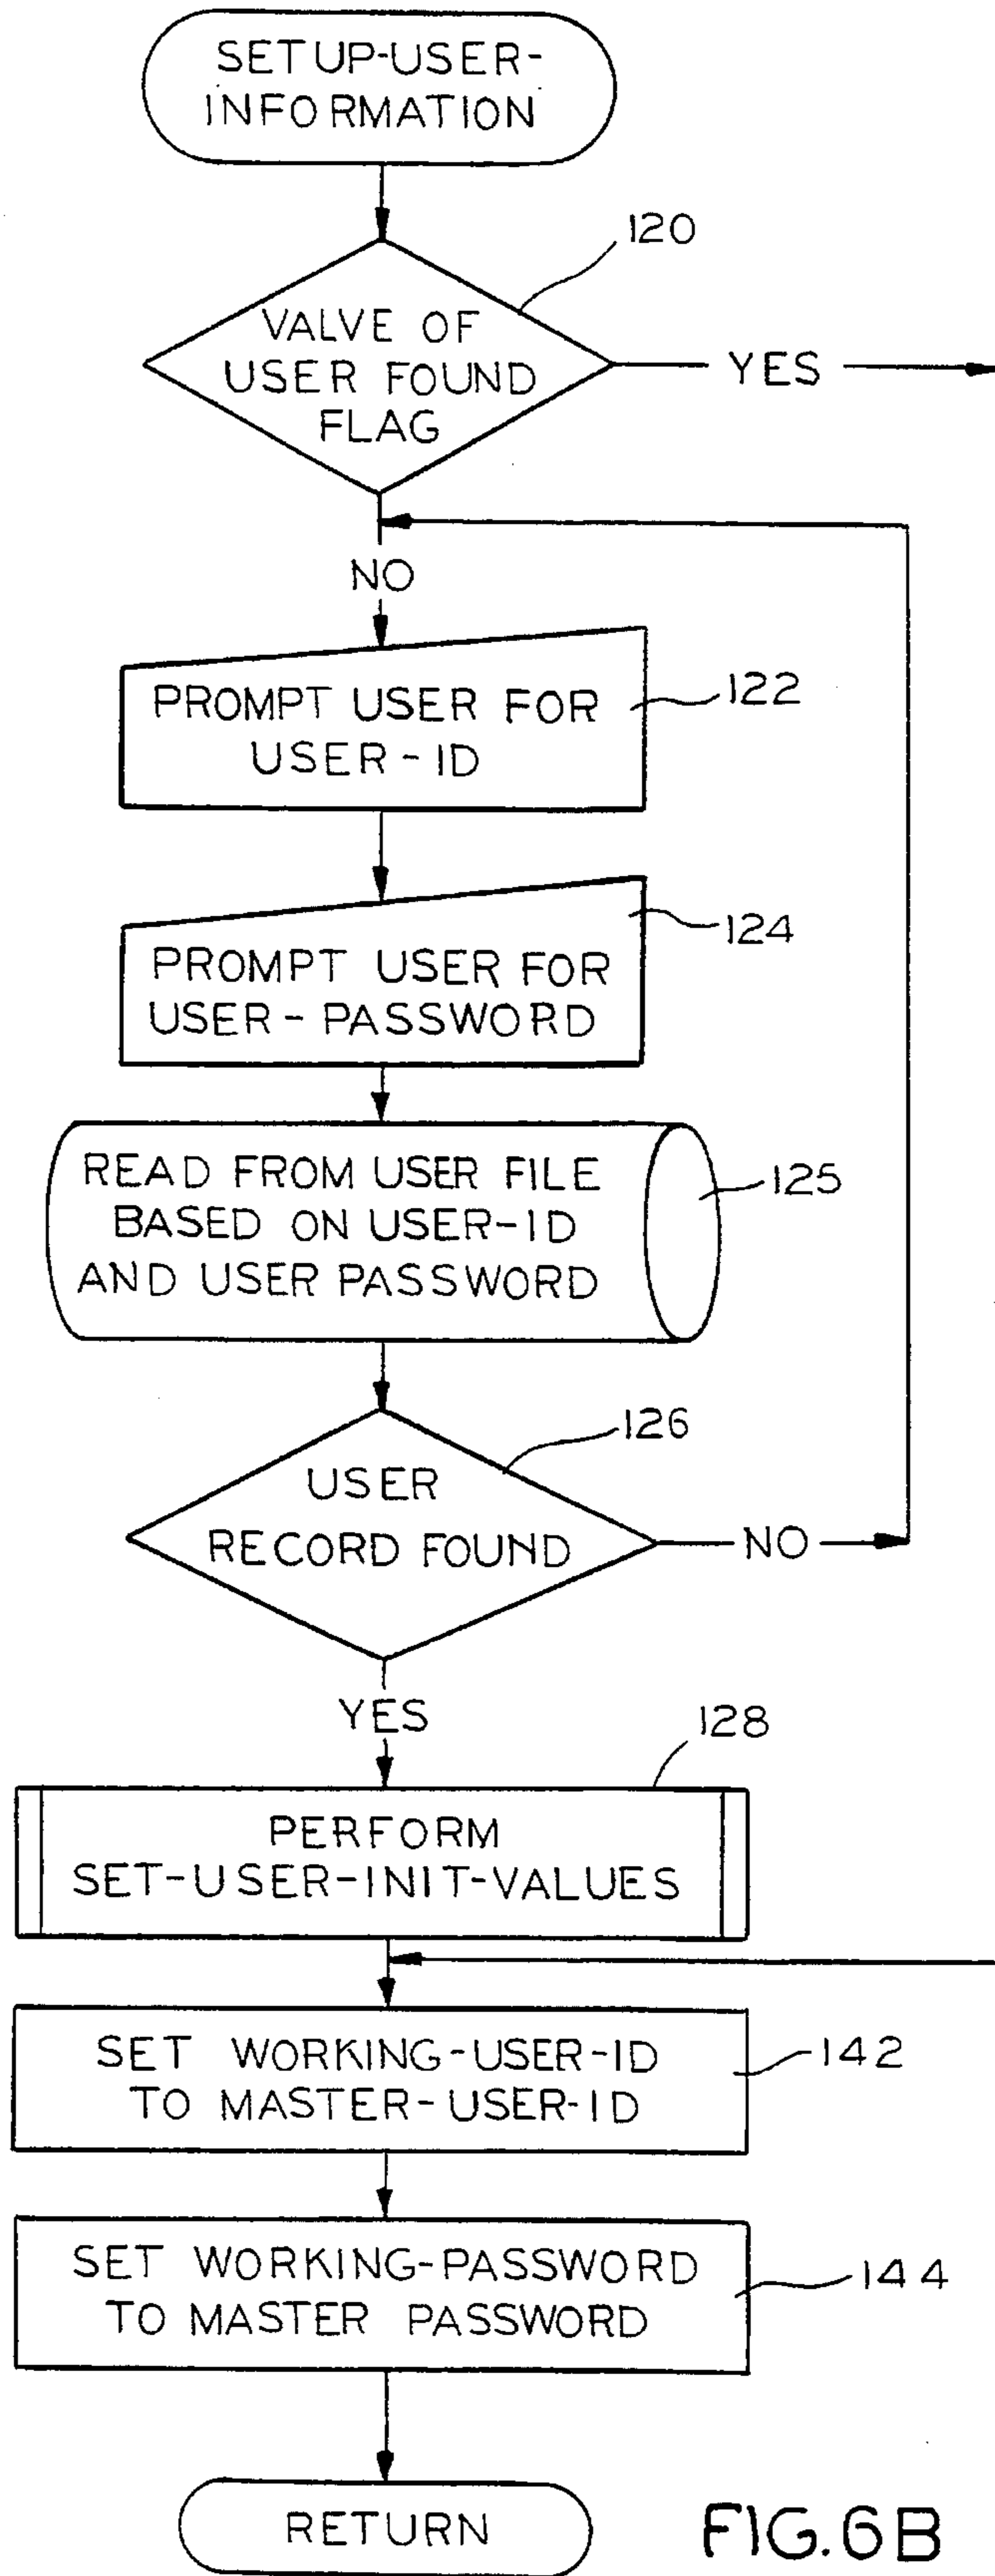 SETUP-USER-
INFORMATION
120
VALVE OF
USER FOUND
FLAG
YES
NO
PROMPT USER FOR
USER-ID
122
PROMPT USER FOR
USER-PASSWORD
124
READ FROM USER FILE
BASED ON USER-ID
AND USER PASSWORD
125
126
USER
RECORD FOUND
NO
YES
128
PERFORM
SET-USER-INIT-VALUES
SET WORKING-USER-ID
TO MASTER-USER-ID
142
SET WORKING-PASSWORD
TO MASTER PASSWORD
144
RETURN
FIG. 6B